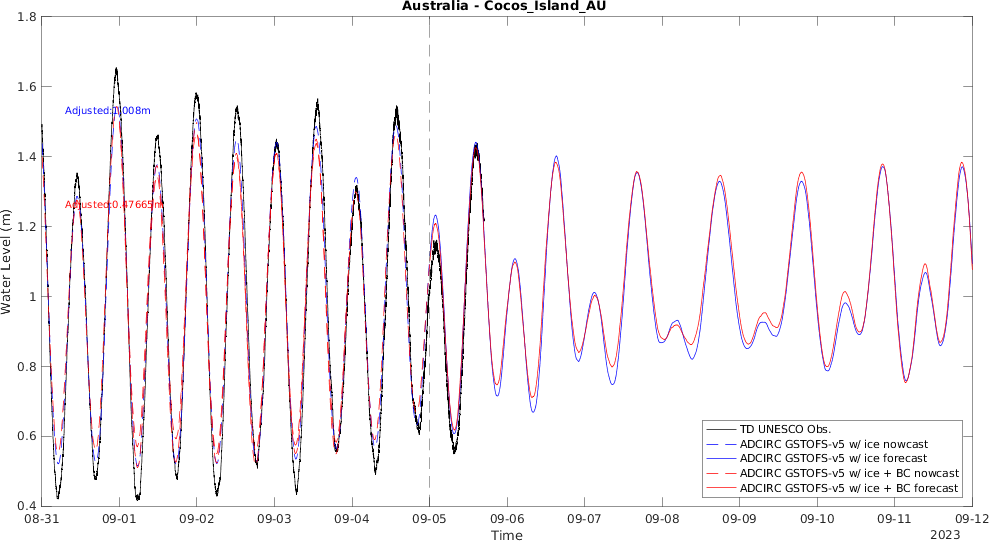 Australia - Cocos_Island_AU
1.8
1.6
1.4
1.2
1
0.8
0.6
0.4
Water Level (m)
Adjusted:1.008m
Adjusted:0.47665m
TD UNESCO Obs.
ADCIRC GSTOFS-v5 w/ ice nowcast
ADCIRC GSTOFS-v5 w/ ice forecast
ADCIRC GSTOFS-v5 w/ ice + BC nowcast
ADCIRC GSTOFS-v5 w/ ice + BC forecast
08-31 09-01 09-02 09-03 09-04 09-05 09-06 09-07 09-08 09-09 09-10 09-11 09-12
Time
2023